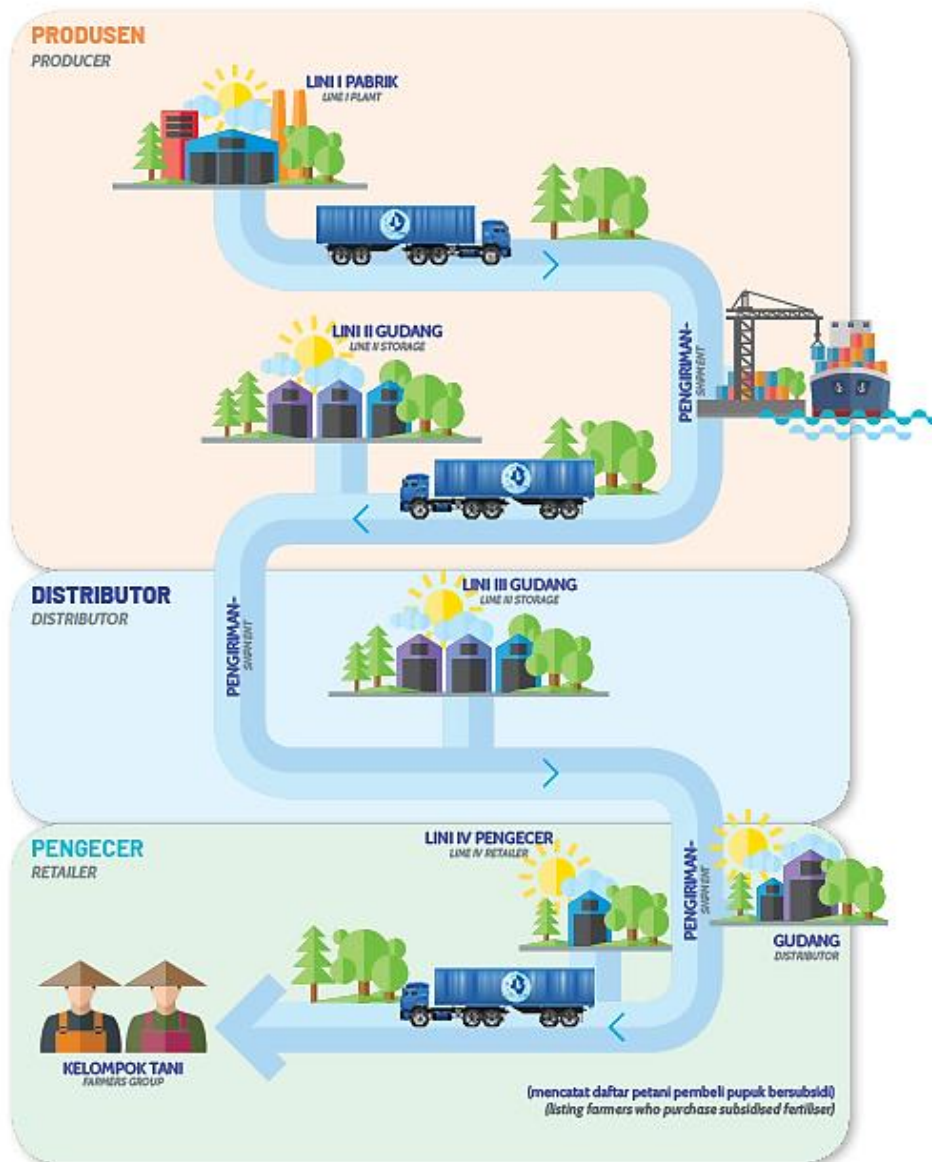 PRODUSEN
PRODUCER
LINI I PABRIK
LINE I PLANT
LINI II GUDANG
LINE II STORAGE
PENGIRIMAN-
SHIPMENT
DISTRIBUTOR
DISTRIBUTOR
LINI III GUDANG
LINE III STORAGE
PENGIRIMAN-
SHIPMENT
PENGECER
RETAILER
LINI IV PENGECER
LINE IV RETAILER
PENGIRIMAN-
SHIPMENT
GUDANG
DISTRIBUTOR
KELOMPOK TANI
FARMERS GROUP
(mencatat daftar petani pembeli pupuk bersubsidi)
(listing farmers who purchase subsidised fertiliser)